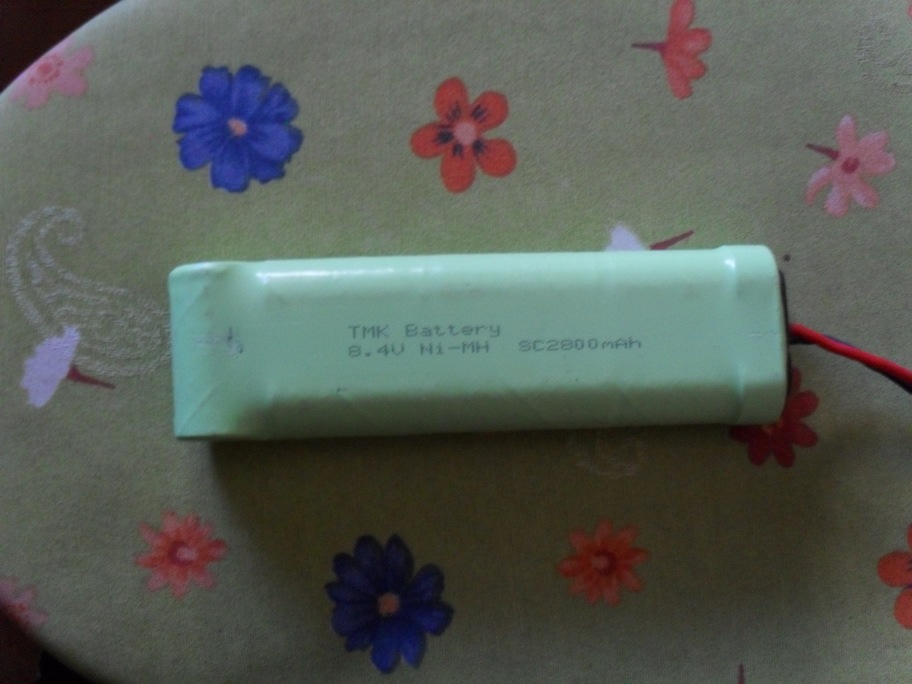 TMK Battery
8.4V Ni-MH SC2800mAh